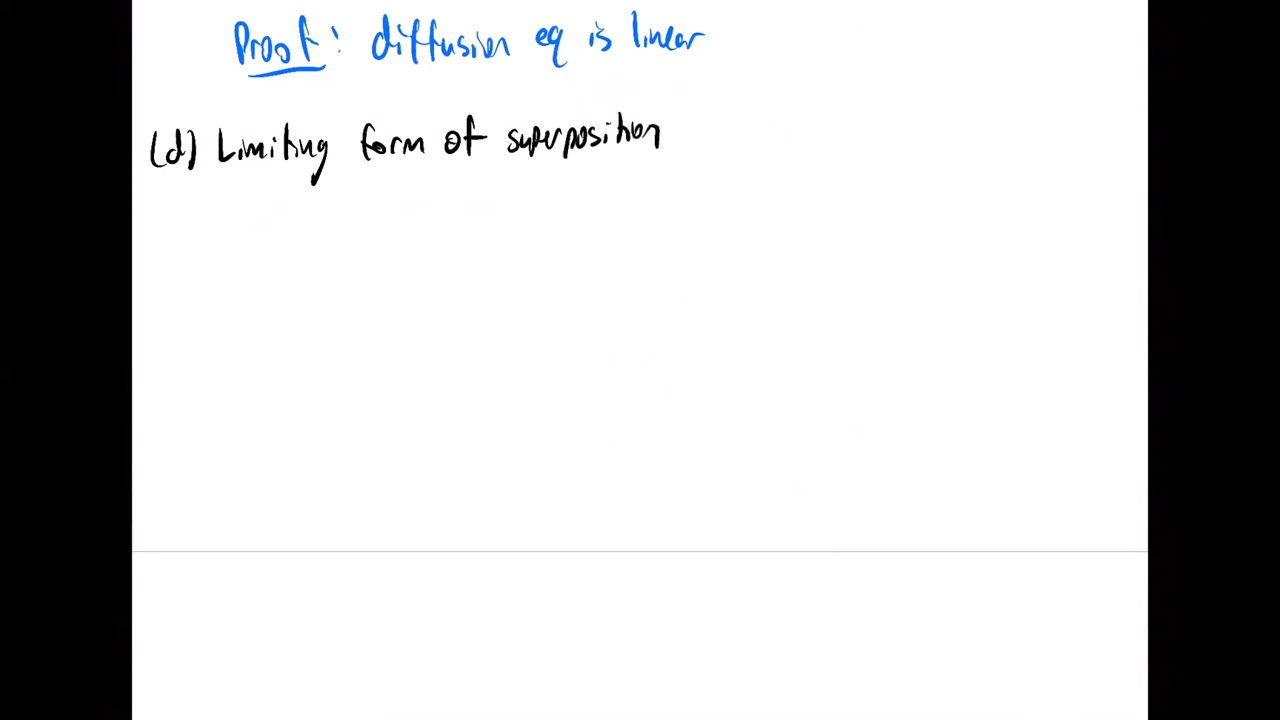 Proof: diffusion eq is linear
(d) Limiting form of superposition